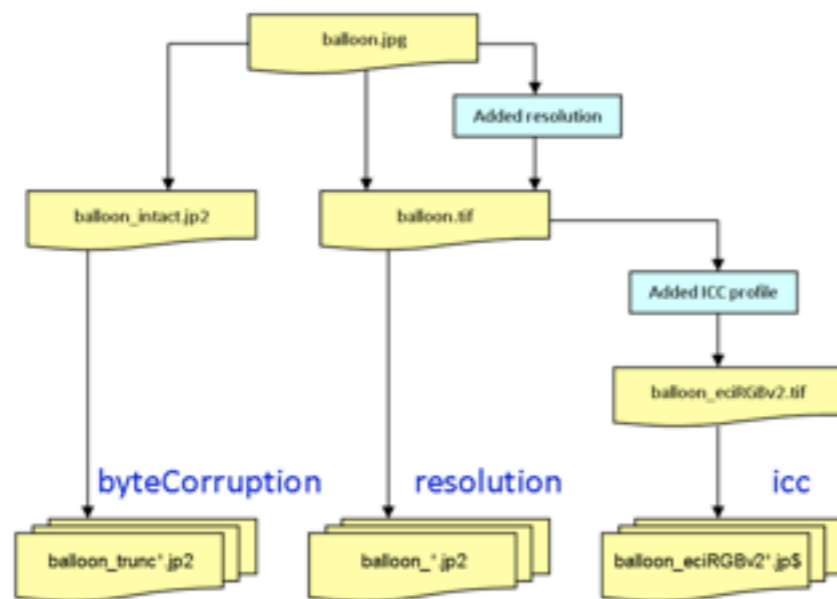 balloon.jpg
Added resolution
balloon_intact.jp2
balloon.tif
Added ICC profile
balloon_eciRGBv2.tif
byteCorruption
resolution
icc
balloon_trunc*.jp2
balloon_*.jp2
balloon_eciRGBv2*.jp$